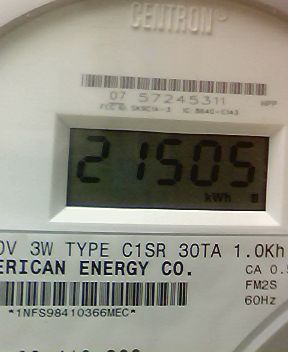 CENTRON
07 57245311 HPP
21505
kWh
0V 3W TYPE C1SR 30TA 1.0Kh
ERICAN ENERGY CO. CA 0.5
FM2S
*1NFS98410366MEC* 60Hz